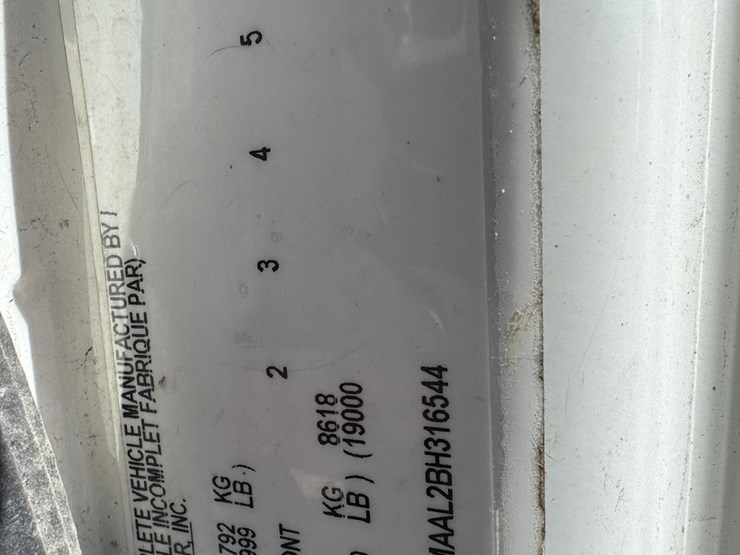 LETE VEHICLE MANUFACTURED BY
LE INCOMPLET FABRIQUE PAR)
R, INC.
792 KG
999 LB )
ONT 2 3 4 5
KG 8618
LB ) (19000
MAAL2BH316544